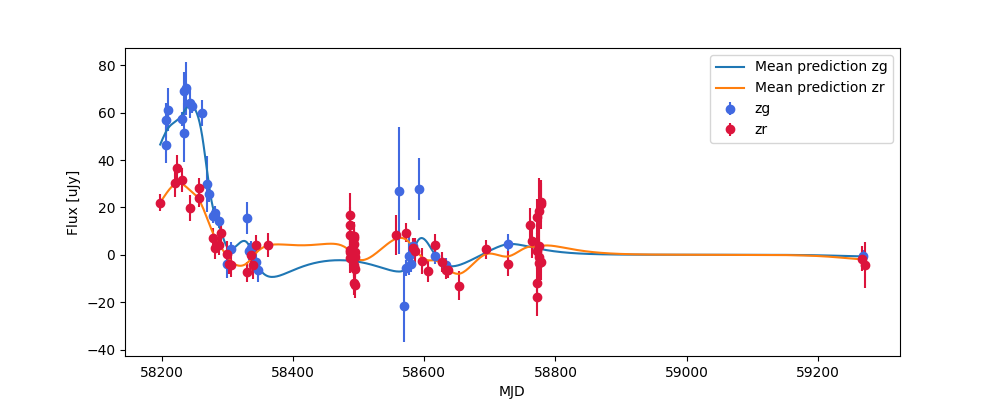 Mean prediction zg
Mean prediction zr
zg
zr
80
60
40
20
0
−20
−40
Flux [uJy]
58200
58400
58600
58800
59000
59200
MJD